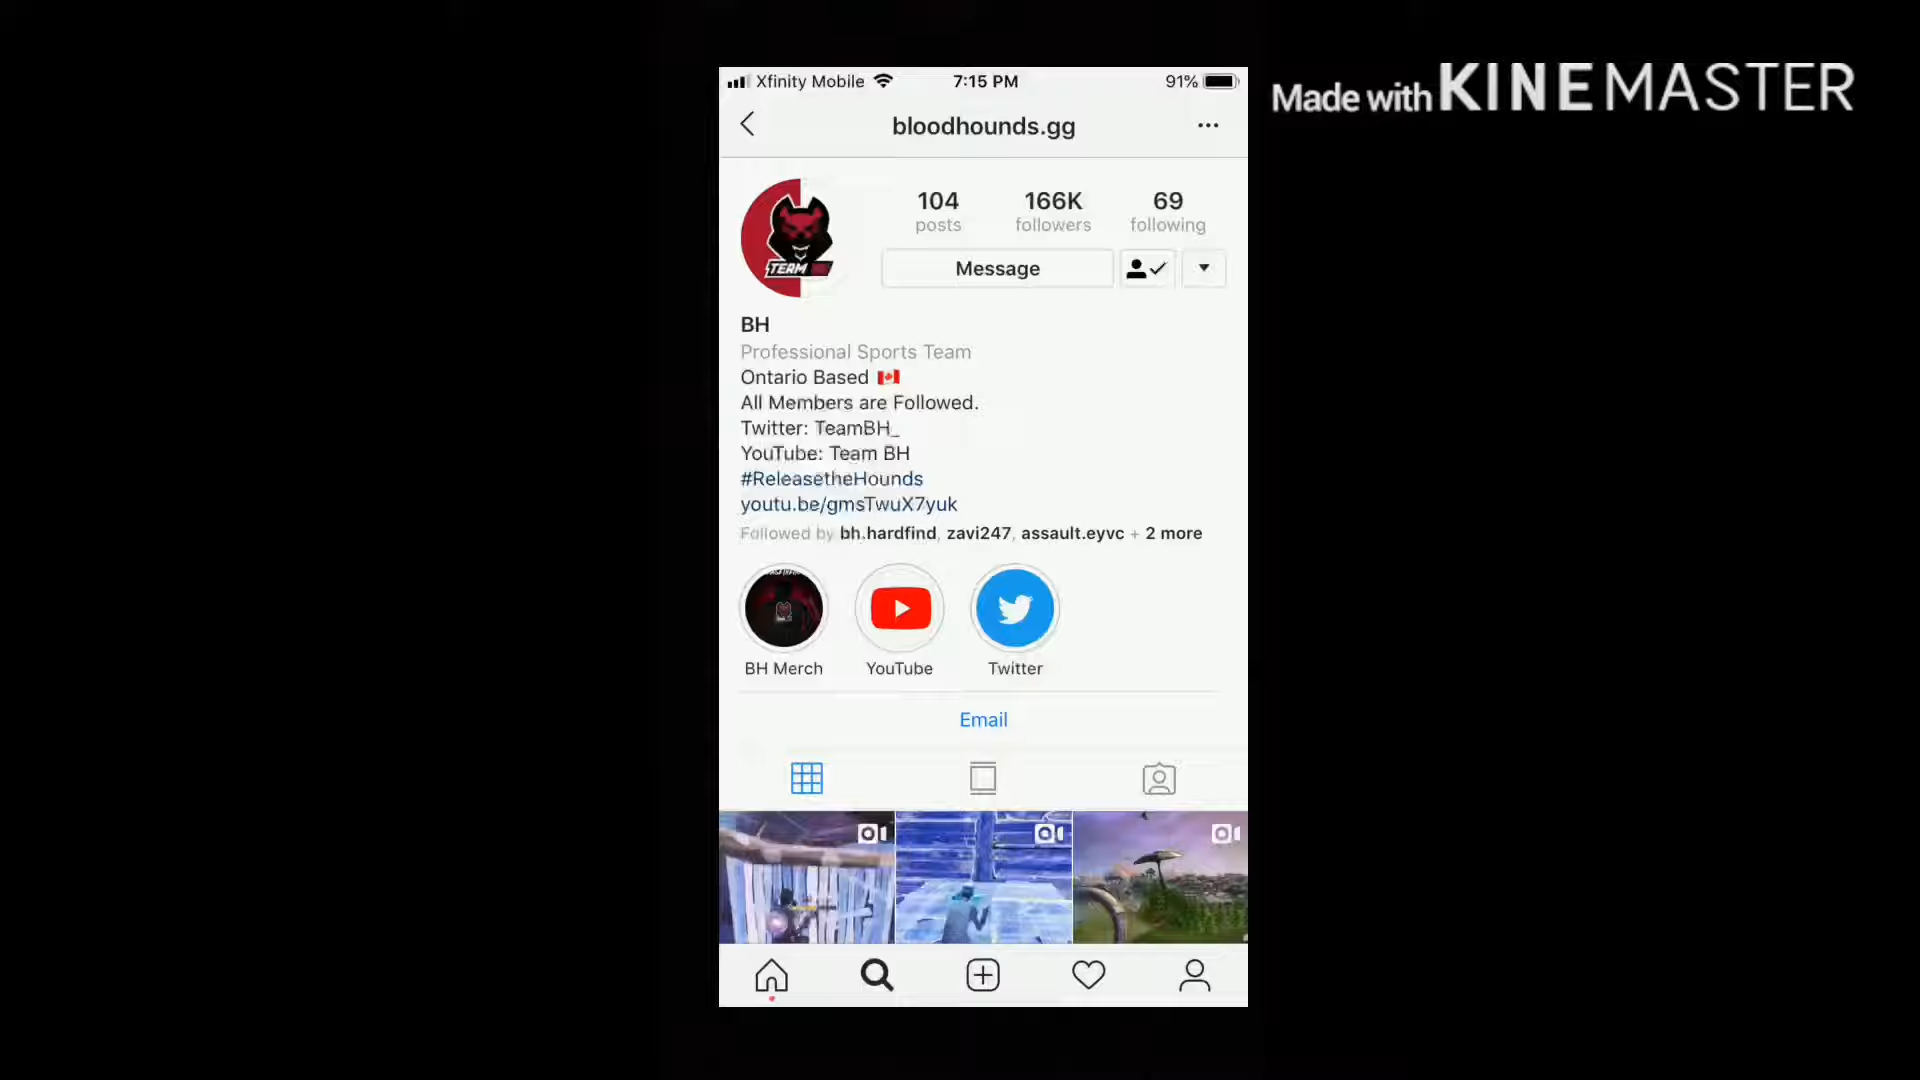 Xfinity Mobile 7:15 PM 91%
Made with KINEMASTER
bloodhounds.gg
104 166K 69
posts followers following
Message
TERM
BH
Professional Sports Team
Ontario Based
All Members are Followed.
Twitter: TeamBH_
YouTube: Team BH
#ReleasetheHounds
youtu.be/gmsTwuX7yuk
Followed by bh.hardfind, zavi247, assault.eyvc + 2 more
BH Merch YouTube Twitter
Email